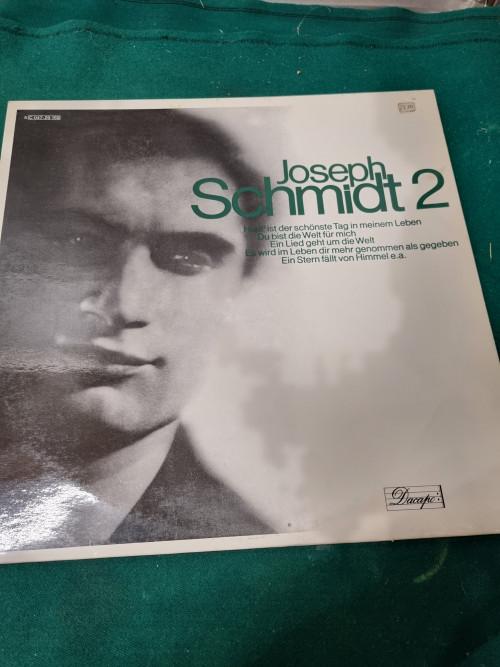 Joseph
Schmidt 2
Heut' ist der schönste Tag in meinem Leben
Du bist die Welt für mich
Ein Lied geht um die Welt
Es wird im Leben dir mehr genommen als gegeben
Ein Stern fällt von Himmel e.a.
Dacapo